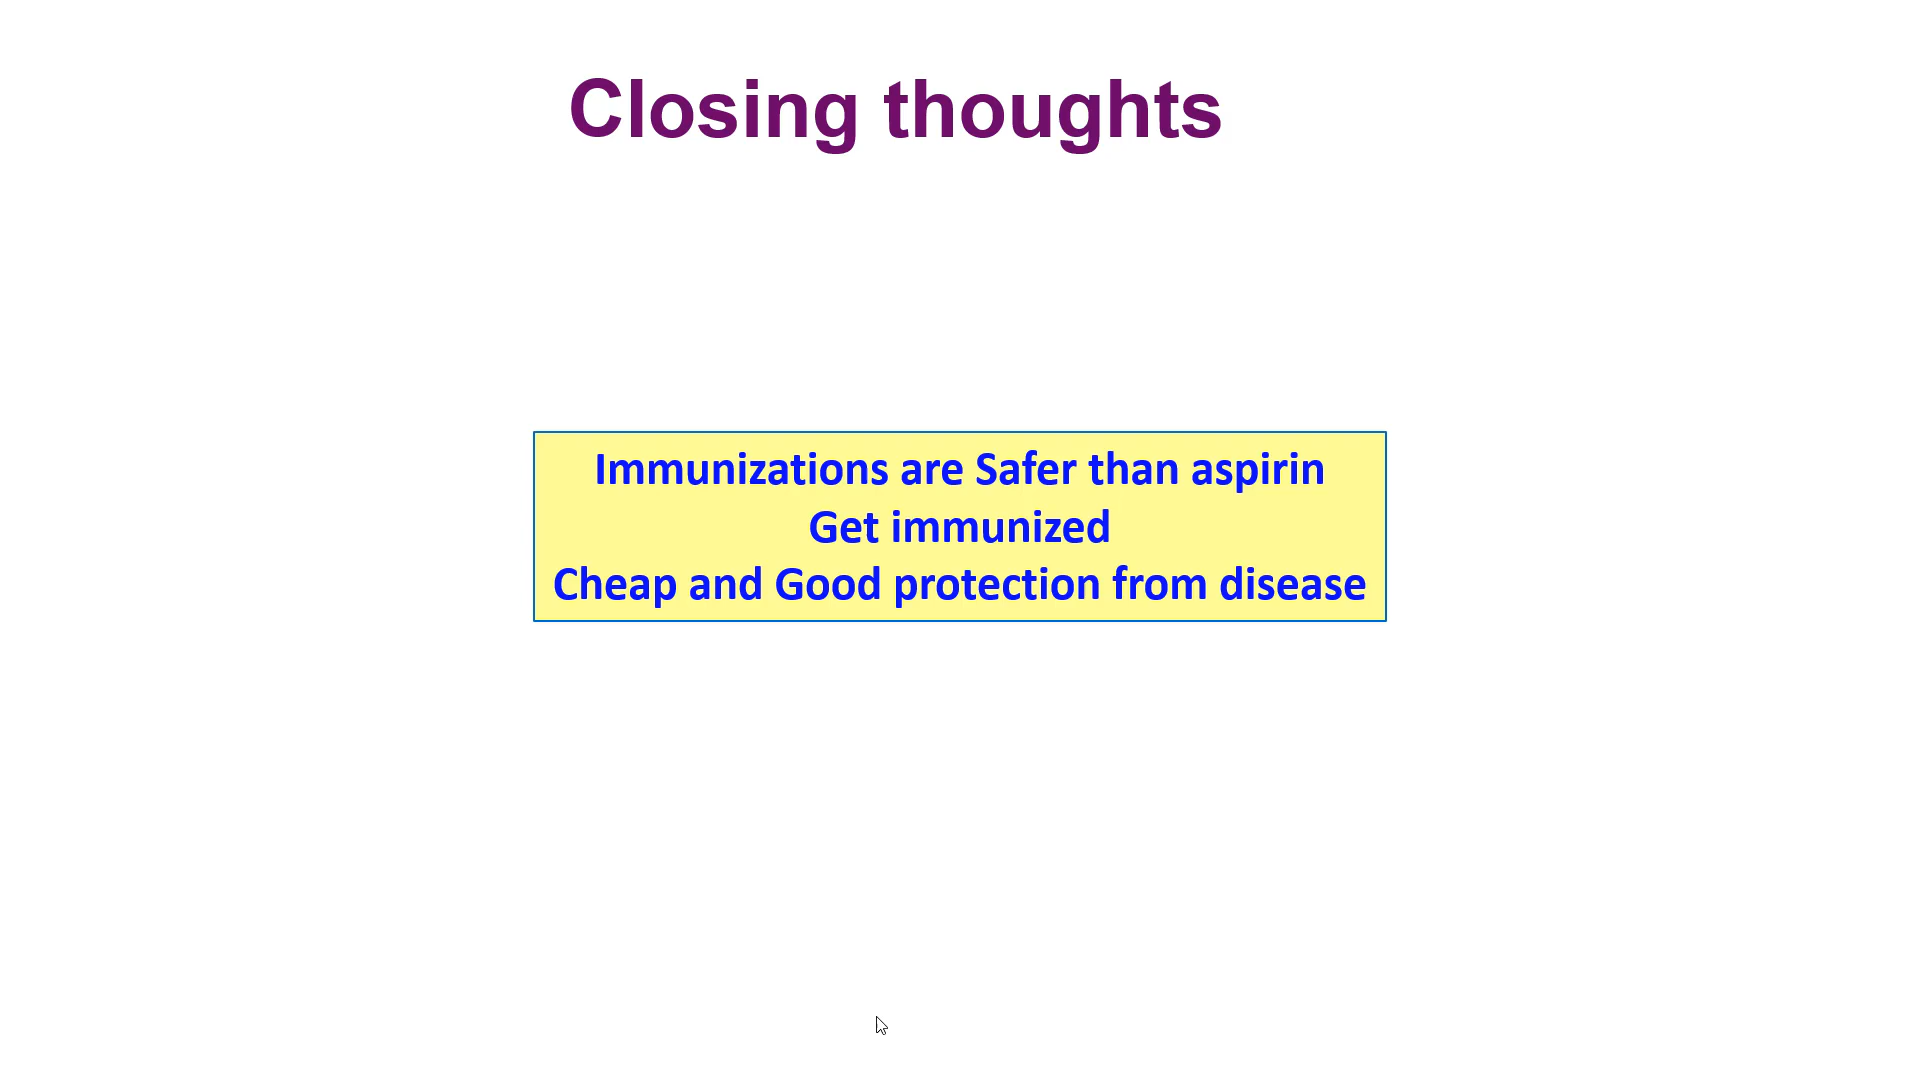 Closing thoughts
Immunizations are Safer than aspirin
Get immunized
Cheap and Good protection from disease